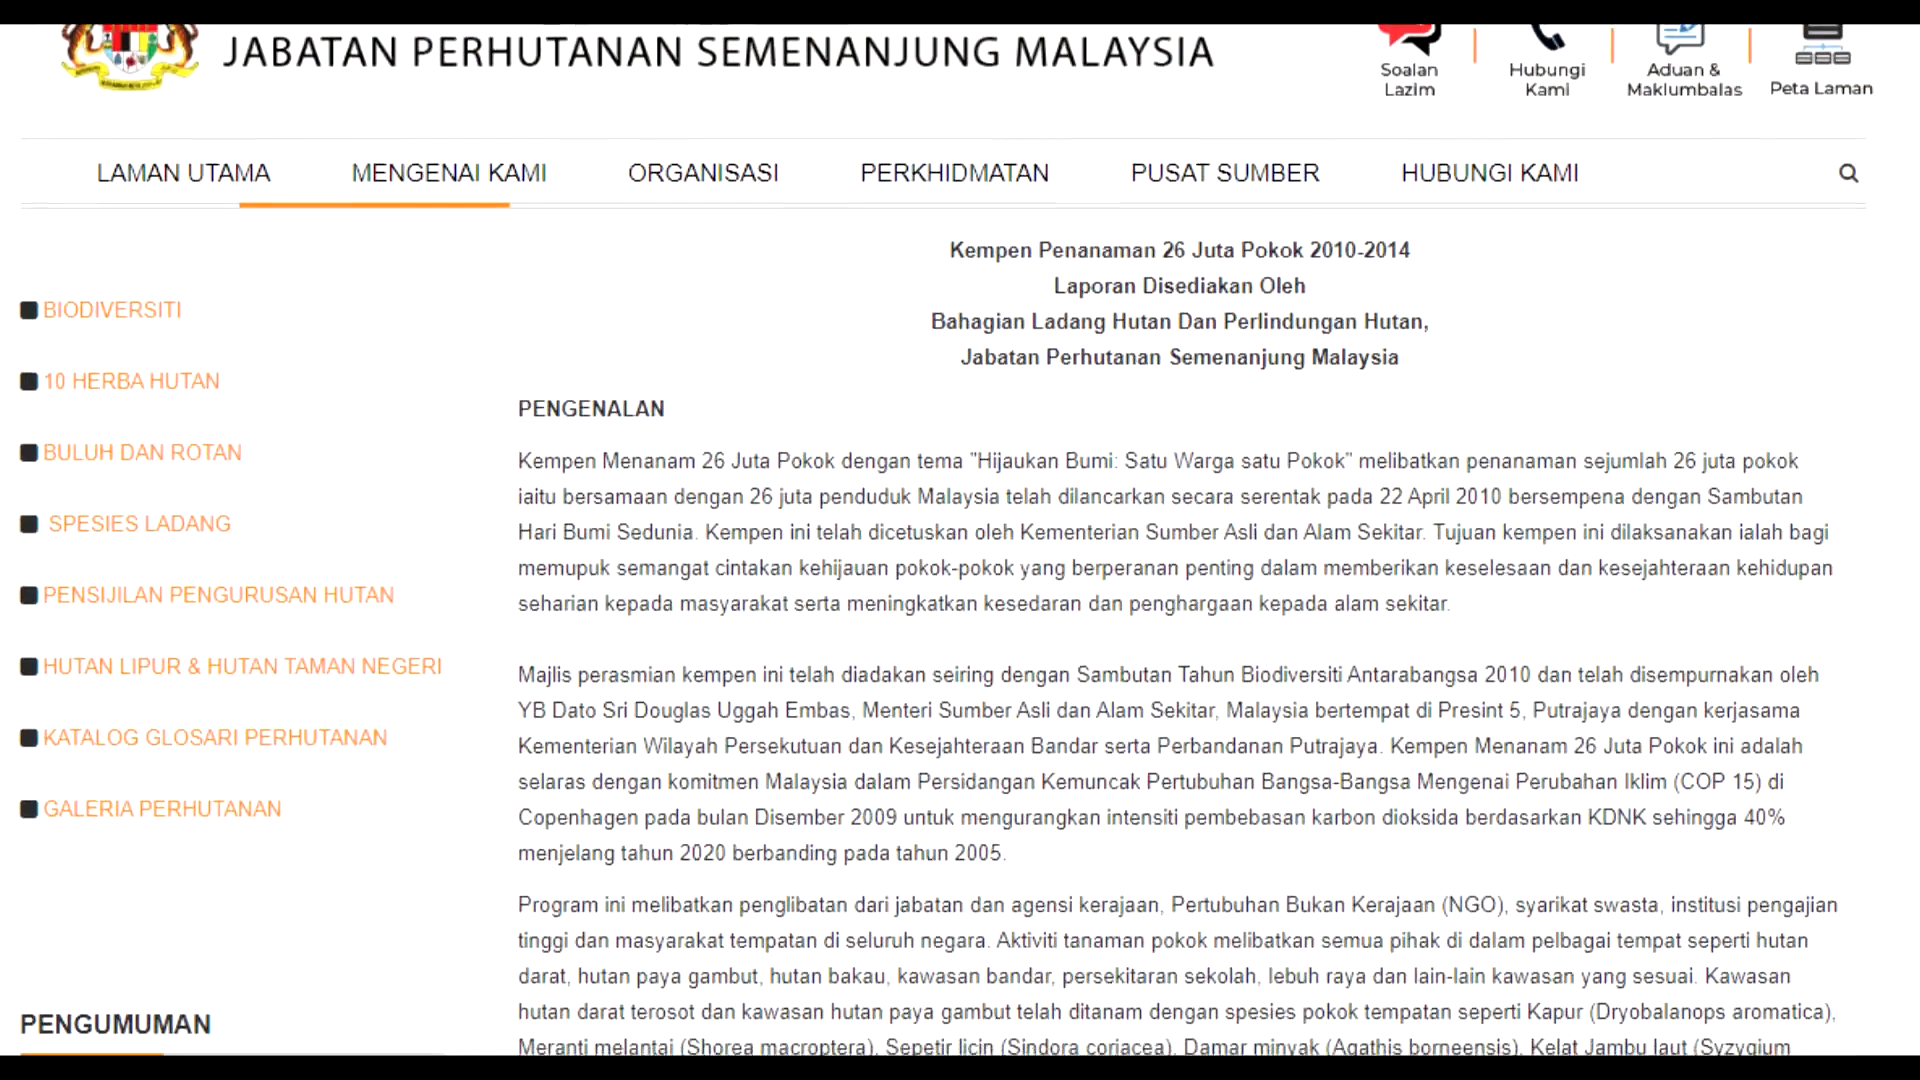 JABATAN PERHUTANAN SEMENANJUNG MALAYSIA
Soalan
Lazim
Hubungi
Kami
Aduan &
Maklumbalas
Peta Laman
LAMAN UTAMA
MENGENAI KAMI
ORGANISASI
PERKHIDMATAN
PUSAT SUMBER
HUBUNGI KAMI
BIODIVERSITI
10 HERBA HUTAN
BULUH DAN ROTAN
SPESIES LADANG
PENSIJILAN PENGURUSAN HUTAN
HUTAN LIPUR & HUTAN TAMAN NEGERI
KATALOG GLOSARI PERHUTANAN
GALERIA PERHUTANAN
PENGUMUMAN
Kempen Penanaman 26 Juta Pokok 2010-2014
Laporan Disediakan Oleh
Bahagian Ladang Hutan Dan Perlindungan Hutan,
Jabatan Perhutanan Semenanjung Malaysia
PENGENALAN
Kempen Menanam 26 Juta Pokok dengan tema "Hijaukan Bumi: Satu Warga satu Pokok" melibatkan penanaman sejumlah 26 juta pokok
iaitu bersamaan dengan 26 juta penduduk Malaysia telah dilancarkan secara serentak pada 22 April 2010 bersempena dengan Sambutan
Hari Bumi Sedunia. Kempen ini telah dicetuskan oleh Kementerian Sumber Asli dan Alam Sekitar. Tujuan kempen ini dilaksanakan ialah bagi
memupuk semangat cintakan kehijauan pokok-pokok yang berperanan penting dalam memberikan keselesaan dan kesejahteraan kehidupan
seharian kepada masyarakat serta meningkatkan kesedaran dan penghargaan kepada alam sekitar.
Majlis perasmian kempen ini telah diadakan seiring dengan Sambutan Tahun Biodiversiti Antarabangsa 2010 dan telah disempurnakan oleh
YB Dato Sri Douglas Uggah Embas, Menteri Sumber Asli dan Alam Sekitar, Malaysia bertempat di Presint 5, Putrajaya dengan kerjasama
Kementerian Wilayah Persekutuan dan Kesejahteraan Bandar serta Perbandanan Putrajaya. Kempen Menanam 26 Juta Pokok ini adalah
selaras dengan komitmen Malaysia dalam Persidangan Kemuncak Pertubuhan Bangsa-Bangsa Mengenai Perubahan Iklim (COP 15) di
Copenhagen pada bulan Disember 2009 untuk mengurangkan intensiti pembebasan karbon dioksida berdasarkan KDNK sehingga 40%
menjelang tahun 2020 berbanding pada tahun 2005.
Program ini melibatkan penglibatan dari jabatan dan agensi kerajaan, Pertubuhan Bukan Kerajaan (NGO), syarikat swasta, institusi pengajian
tinggi dan masyarakat tempatan di seluruh negara. Aktiviti tanaman pokok melibatkan semua pihak di dalam pelbagai tempat seperti hutan
darat, hutan paya gambut, hutan bakau, kawasan bandar, persekitaran sekolah, lebuh raya dan lain-lain kawasan yang sesuai. Kawasan
hutan darat terosot dan kawasan hutan paya gambut telah ditanam dengan spesies pokok tempatan seperti Kapur (Dryobalanops aromatica),
Meranti melantai (Shorea macroptera), Sepetir licin (Sindora coriacea), Damar minyak (Agathis borneensis), Kelat Jambu laut (Syzygium